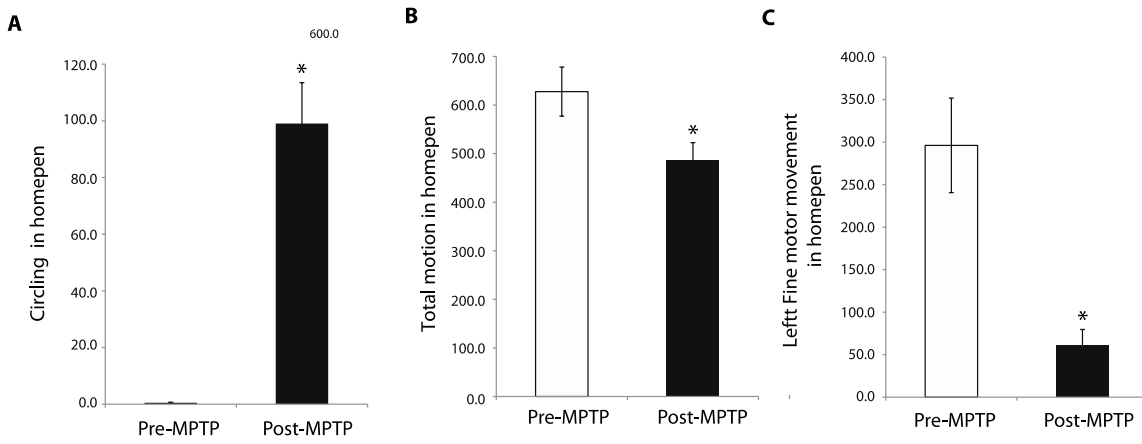 A
600.0
120.0
100.0
80.0
60.0
40.0
20.0
0.0
Circling in homepen
*
Pre-MPTP
Post-MPTP
B
700.0
600.0
500.0
400.0
300.0
200.0
100.0
0.0
Total motion in homepen
*
Pre-MPTP
Post-MPTP
C
400.0
350.0
300.0
250.0
200.0
150.0
100.0
50.0
0.0
Leftt Fine motor movement
in homepen
*
Pre-MPTP
Post-MPTP